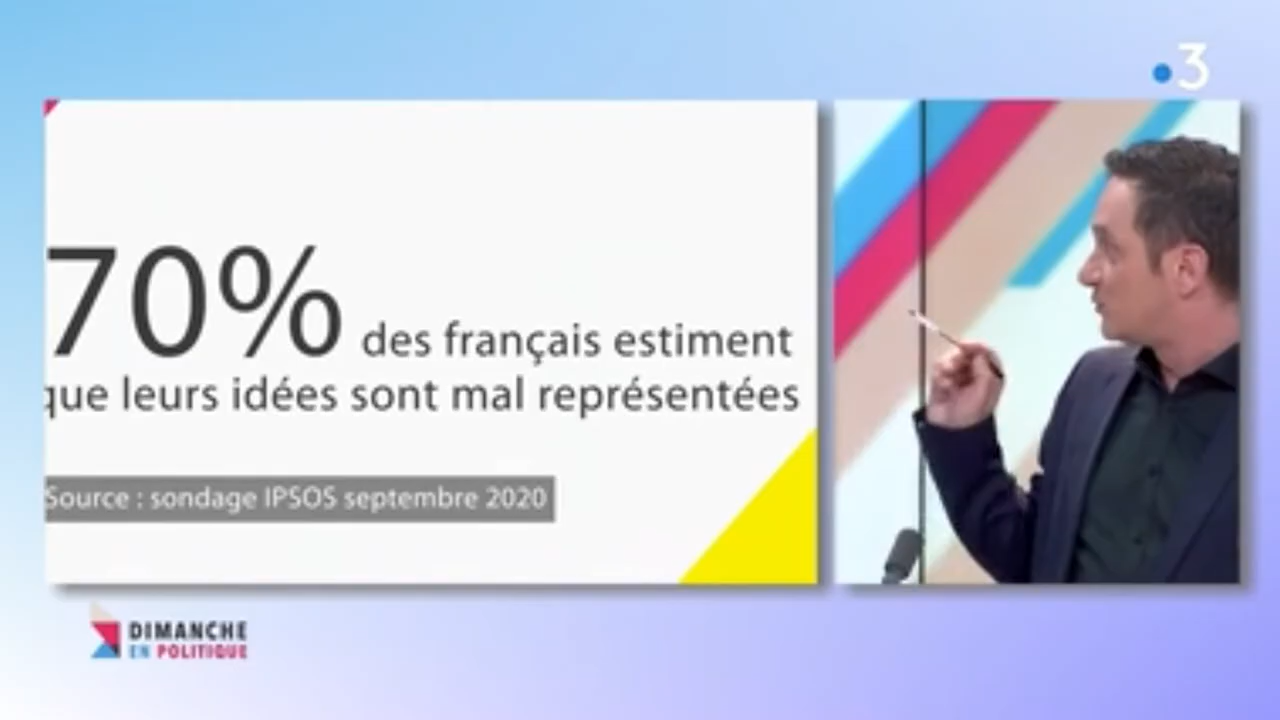 3
70% des français estiment
que leurs idées sont mal représentées
Source : sondage IPSOS septembre 2020
DIMANCHE
EN POLITIQUE